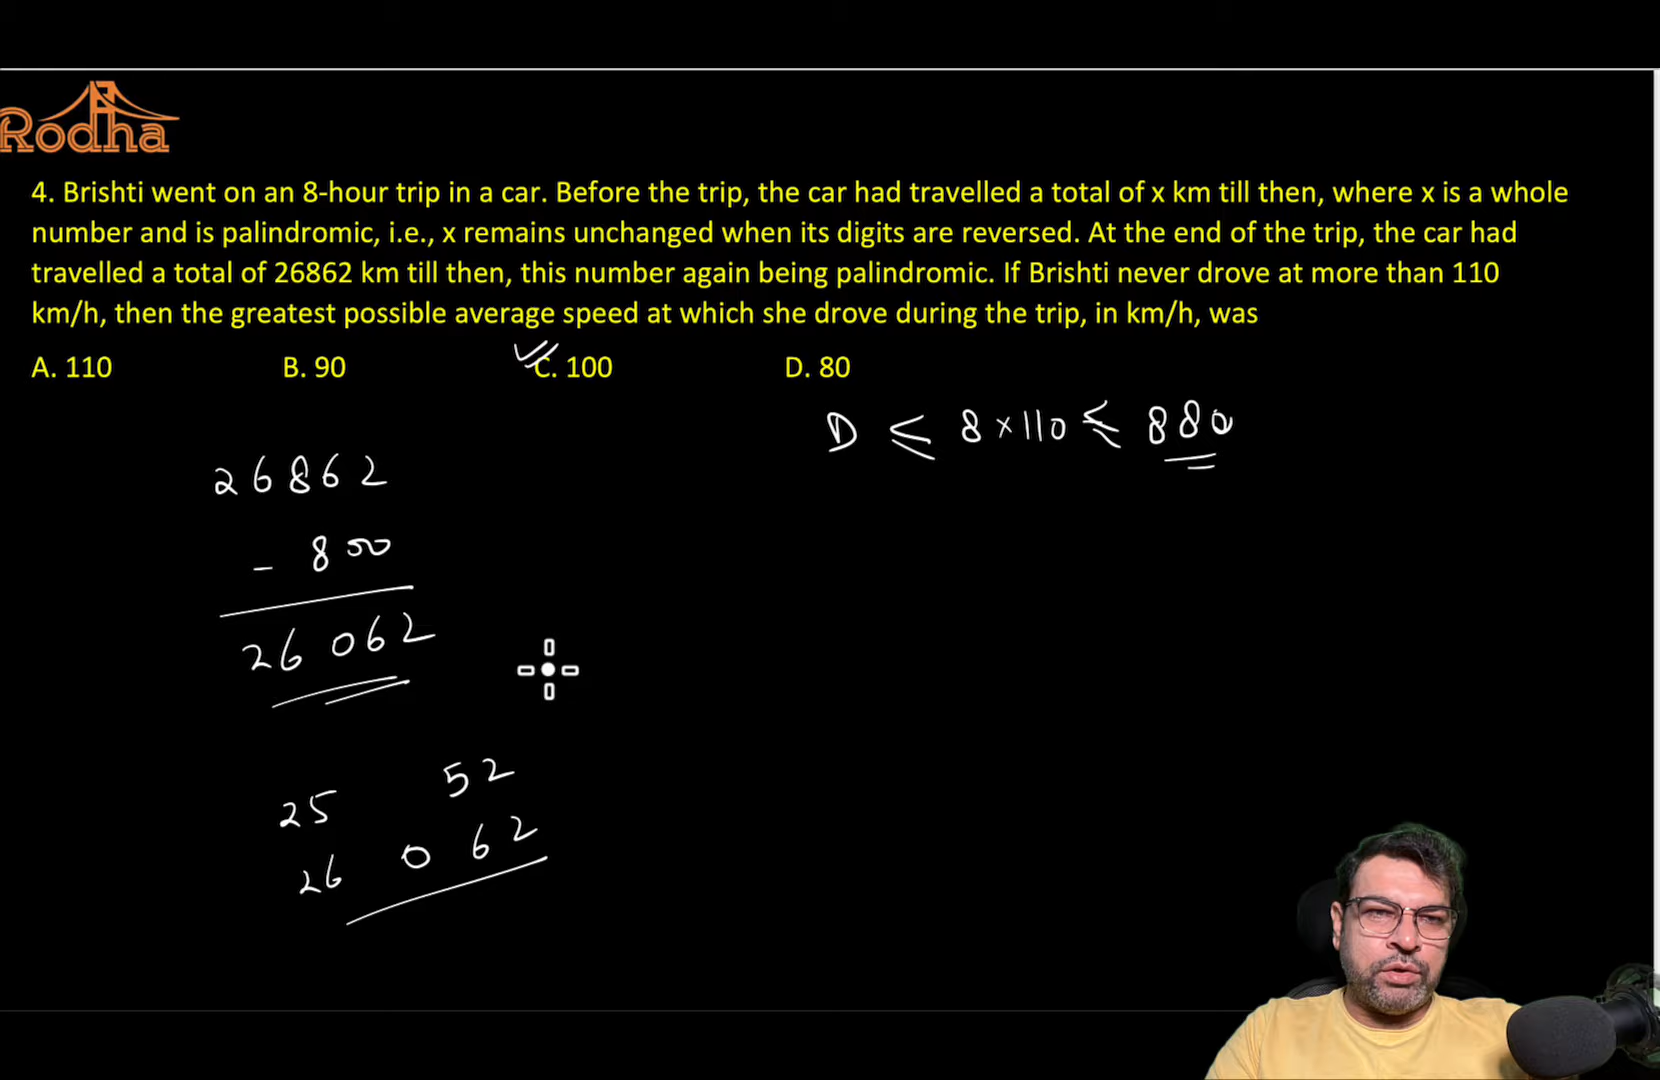 Rodha
4. Brishti went on an 8-hour trip in a car. Before the trip, the car had travelled a total of x km till then, where x is a whole
number and is palindromic, i.e., x remains unchanged when its digits are reversed. At the end of the trip, the car had
travelled a total of 26862 km till then, this number again being palindromic. If Brishti never drove at more than 110
km/h, then the greatest possible average speed at which she drove during the trip, in km/h, was
A. 110 B. 90 C. 100 D. 80
D ≤ 8 × 110 ≤ 880
26862
- 800
26062
25 52
26 0 62